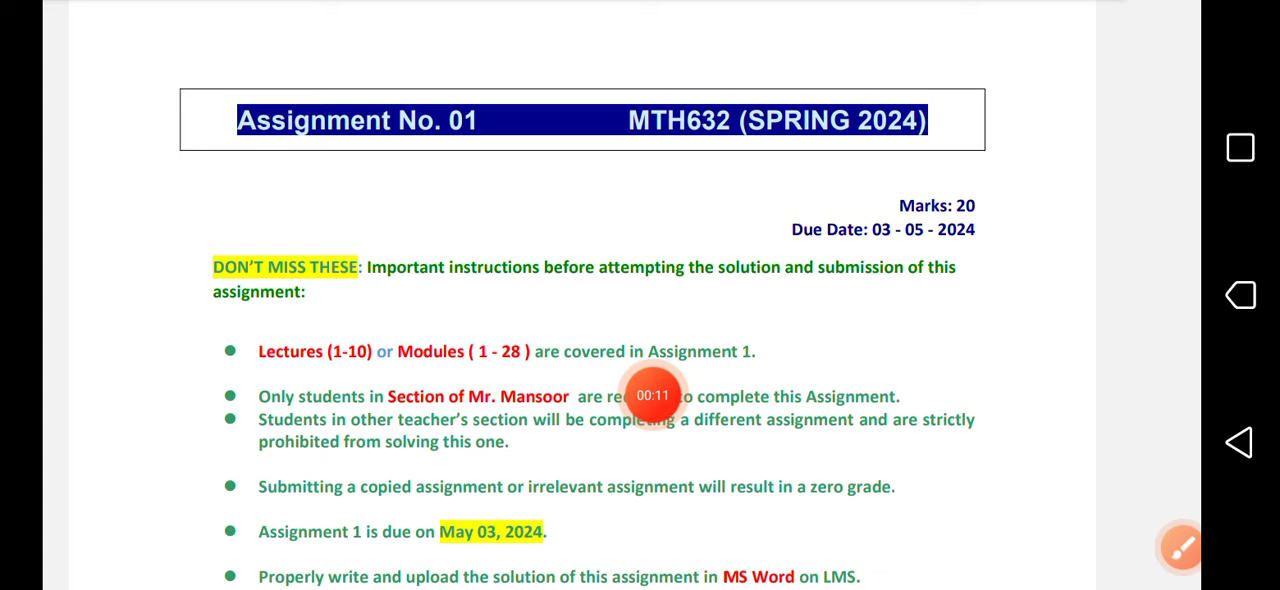 Assignment No. 01 MTH632 (SPRING 2024)
Marks: 20
Due Date: 03 - 05 - 2024
DON'T MISS THESE: Important instructions before attempting the solution and submission of this
assignment:
● Lectures (1-10) or Modules ( 1 - 28 ) are covered in Assignment 1.
● Only students in Section of Mr. Mansoor are to complete this Assignment.
● Students in other teacher's section will be completing a different assignment and are strictly
prohibited from solving this one.
● Submitting a copied assignment or irrelevant assignment will result in a zero grade.
● Assignment 1 is due on May 03, 2024.
● Properly write and upload the solution of this assignment in MS Word on LMS.
00:11